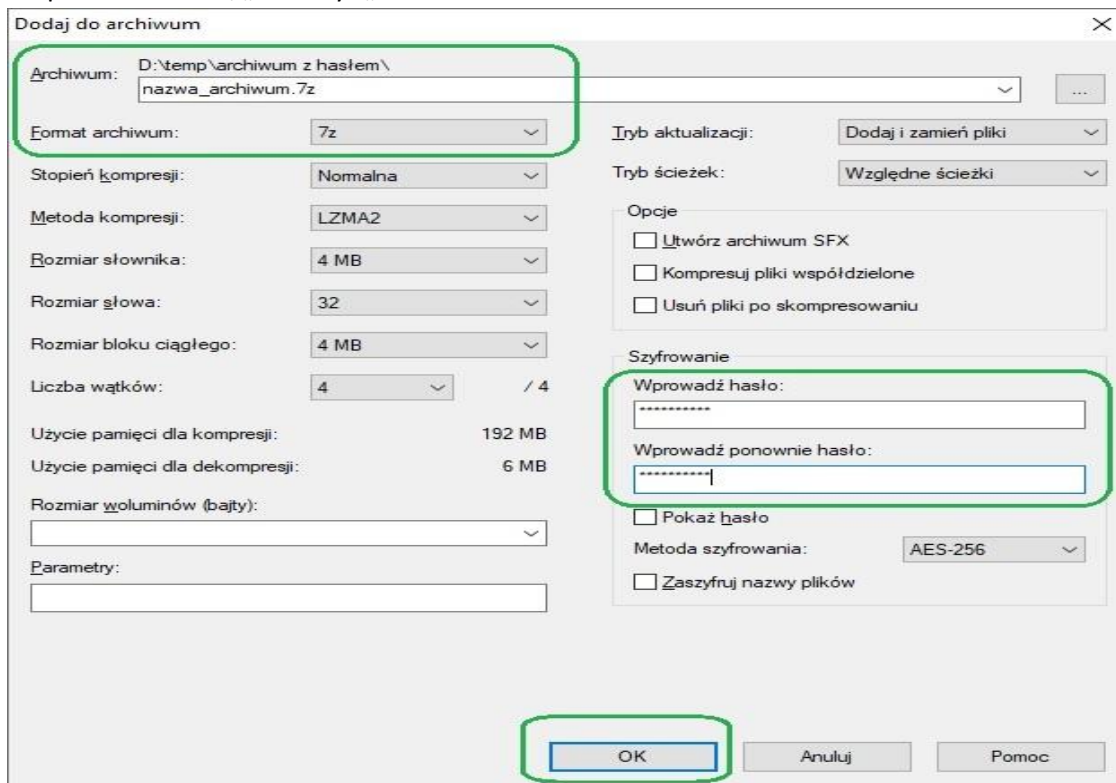 Dodaj do archiwum
Archiwum:
D:\temp\archiwum z hasłem\
nazwa_archiwum.7z
...
Format archiwum:
7z
Stopień kompresji:
Normalna
Metoda kompresji:
LZMA2
Rozmiar słownika:
4 MB
Rozmiar słowa:
32
Rozmiar bloku ciągłego:
4 MB
Liczba wątków:
4
/ 4
Użycie pamięci dla kompresji:
192 MB
Użycie pamięci dla dekompresji:
6 MB
Rozmiar woluminów (bajty):
Parametry:
Tryb aktualizacji:
Dodaj i zamień pliki
Tryb ścieżek:
Względne ścieżki
Opcje
Utwórz archiwum SFX
Kompresuj pliki współdzielone
Usuń pliki po skompresowaniu
Szyfrowanie
Wprowadź hasło:
**********
Wprowadź ponownie hasło:
**********
Pokaż hasło
Metoda szyfrowania:
AES-256
Zaszyfruj nazwy plików
OK
Anuluj
Pomoc